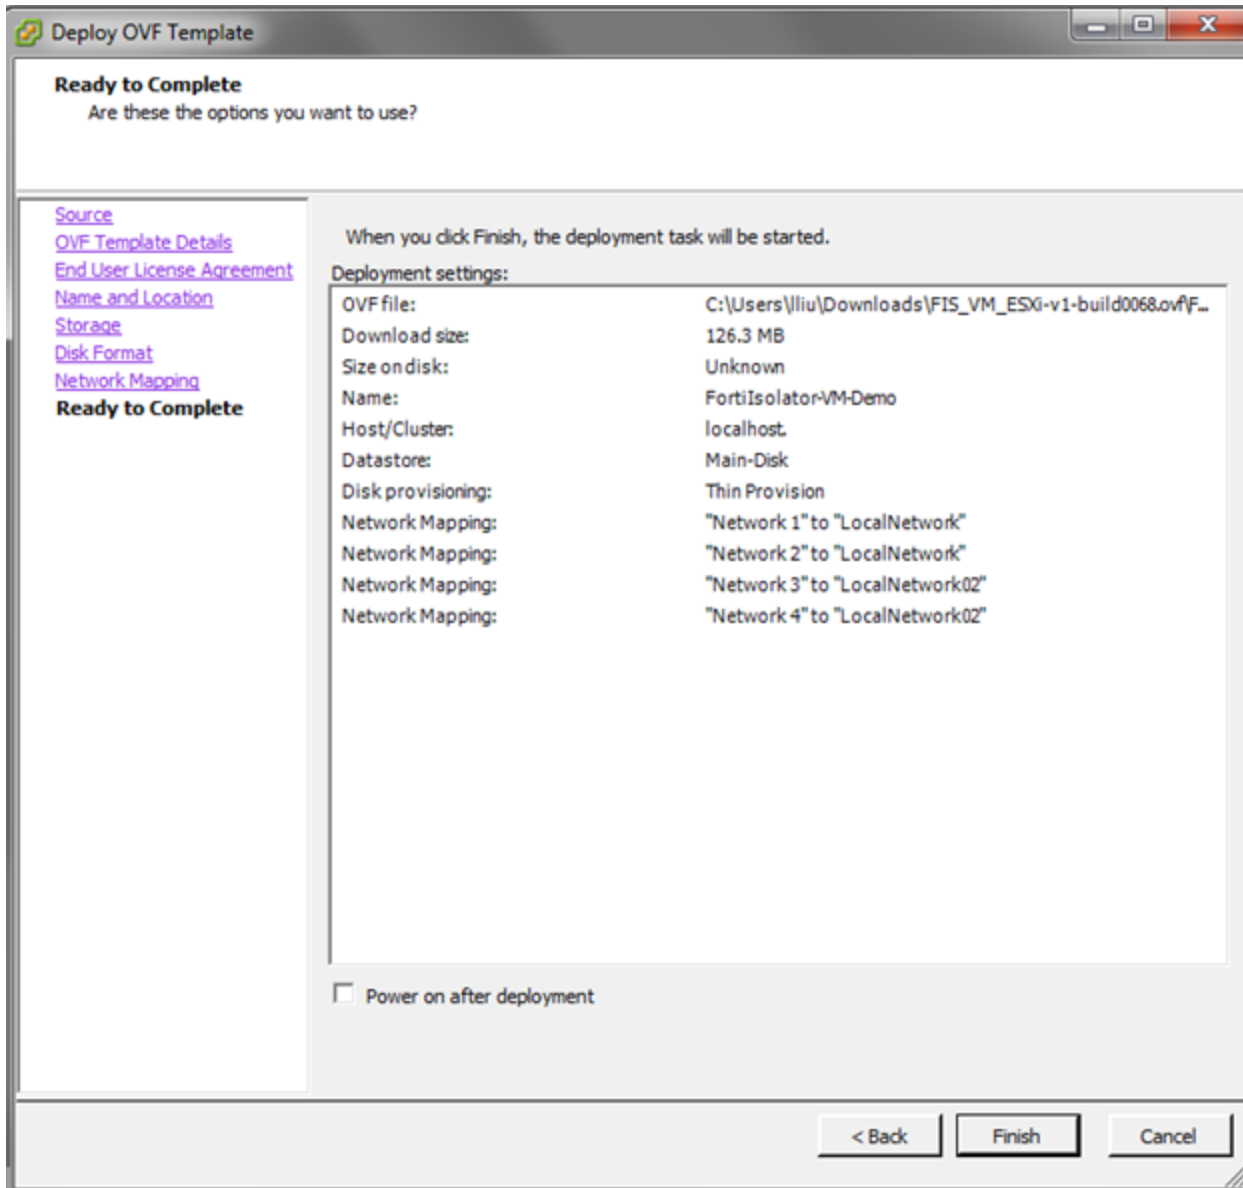 Deploy OVF Template
Ready to Complete
Are these the options you want to use?
Source
OVF Template Details
End User License Agreement
Name and Location
Storage
Disk Format
Network Mapping
Ready to Complete
When you click Finish, the deployment task will be started.
Deployment settings:
OVF file: C:\Users\lliu\Downloads\FIS_VM_ESXi-v1-build0068.ovf\F...
Download size: 126.3 MB
Size on disk: Unknown
Name: FortiIsolator-VM-Demo
Host/Cluster: localhost.
Datastore: Main-Disk
Disk provisioning: Thin Provision
Network Mapping: "Network 1" to "LocalNetwork"
Network Mapping: "Network 2" to "LocalNetwork"
Network Mapping: "Network 3" to "LocalNetwork02"
Network Mapping: "Network 4" to "LocalNetwork02"
Power on after deployment
< Back Finish Cancel